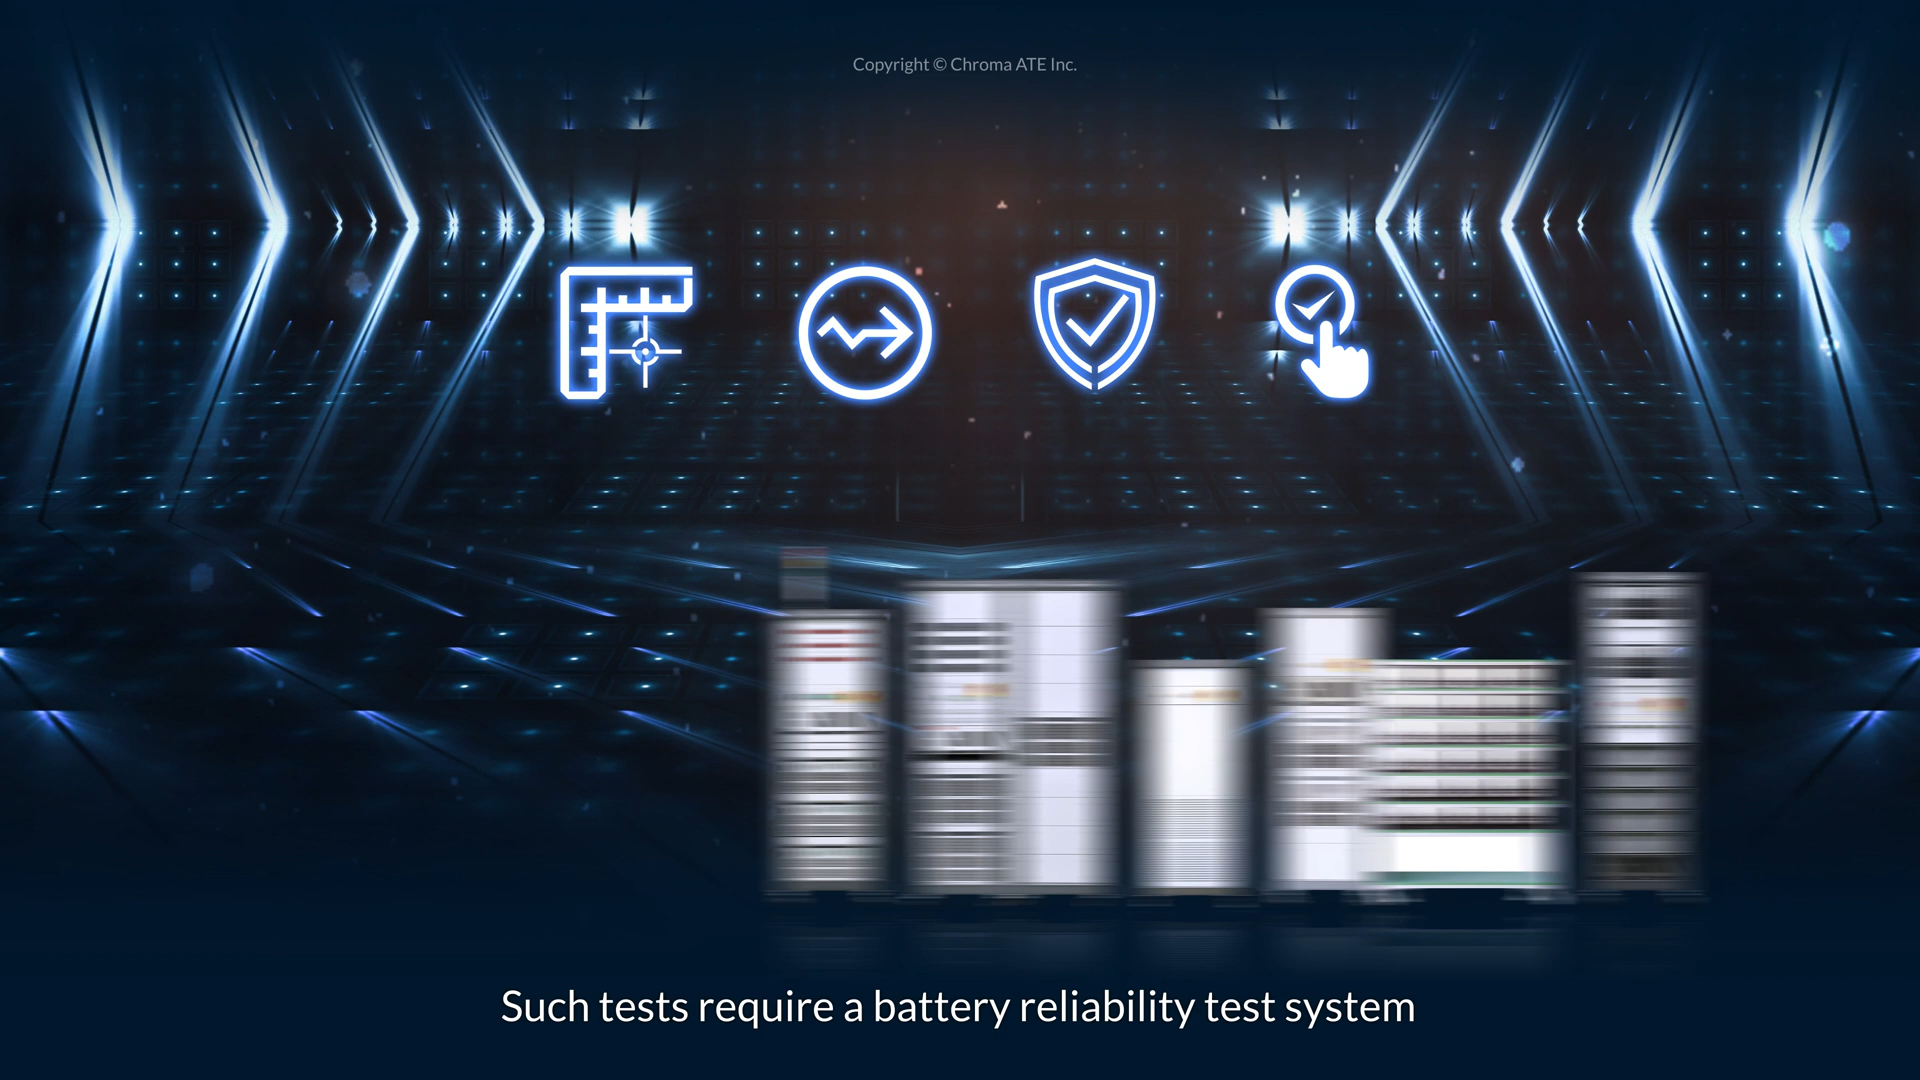 Copyright © Chroma ATE Inc.
Such tests require a battery reliability test system